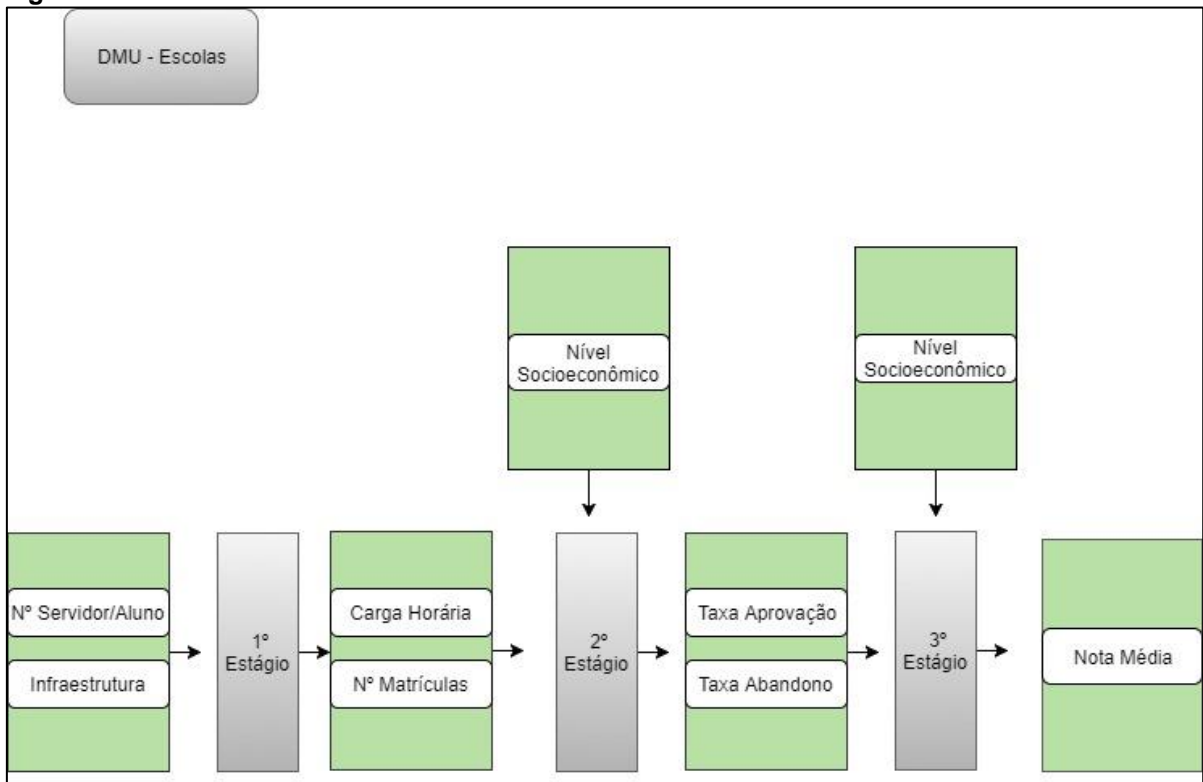 DMU - Escolas
Nível
Socioeconômico
Nível
Socioeconômico
Nº Servidor/Aluno
Infraestrutura
1º
Estágio
Carga Horária
Nº Matrículas
2º
Estágio
Taxa Aprovação
Taxa Abandono
3º
Estágio
Nota Média